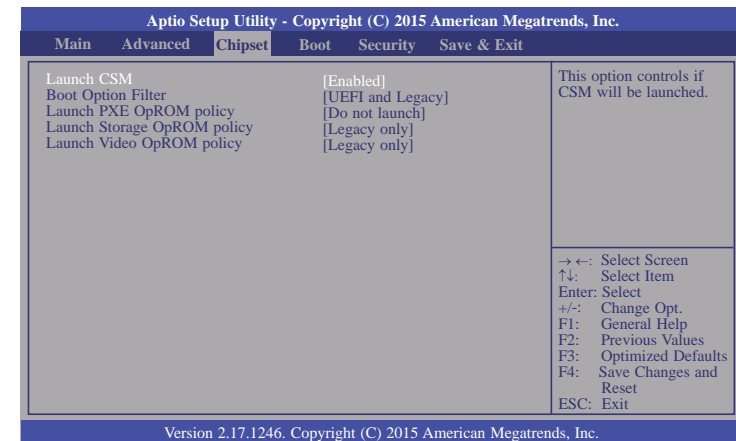 Aptio Setup Utility - Copyright (C) 2015 American Megatrends, Inc.
Main Advanced Chipset Boot Security Save & Exit
Launch CSM [Enabled]
Boot Option Filter [UEFI and Legacy]
Launch PXE OpROM policy [Do not launch]
Launch Storage OpROM policy [Legacy only]
Launch Video OpROM policy [Legacy only]
This option controls if
CSM will be launched.
→ ←: Select Screen
↑↓: Select Item
Enter: Select
+/-: Change Opt.
F1: General Help
F2: Previous Values
F3: Optimized Defaults
F4: Save Changes and
Reset
ESC: Exit
Version 2.17.1246. Copyright (C) 2015 American Megatrends, Inc.